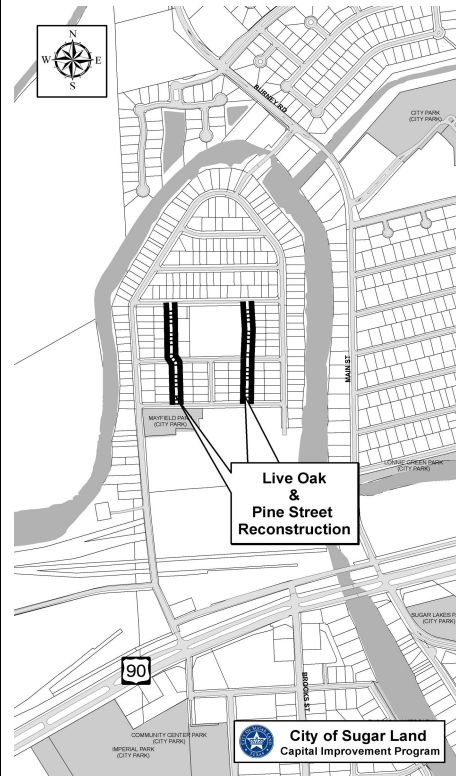 N
W E
S
BURNEY RD
CITY PARK
(CITY PARK)
MAIN ST
MAYFIELD PARK
(CITY PARK)
LONNIE GREEN PARK
(CITY PARK)
Live Oak
&
Pine Street
Reconstruction
SUGAR LAKES P
(CITY PARK)
90
BROOKS ST
COMMUNITY CENTER PARK
(CITY PARK)
IMPERIAL PARK
(CITY PARK)
City of Sugar Land
Capital Improvement Program